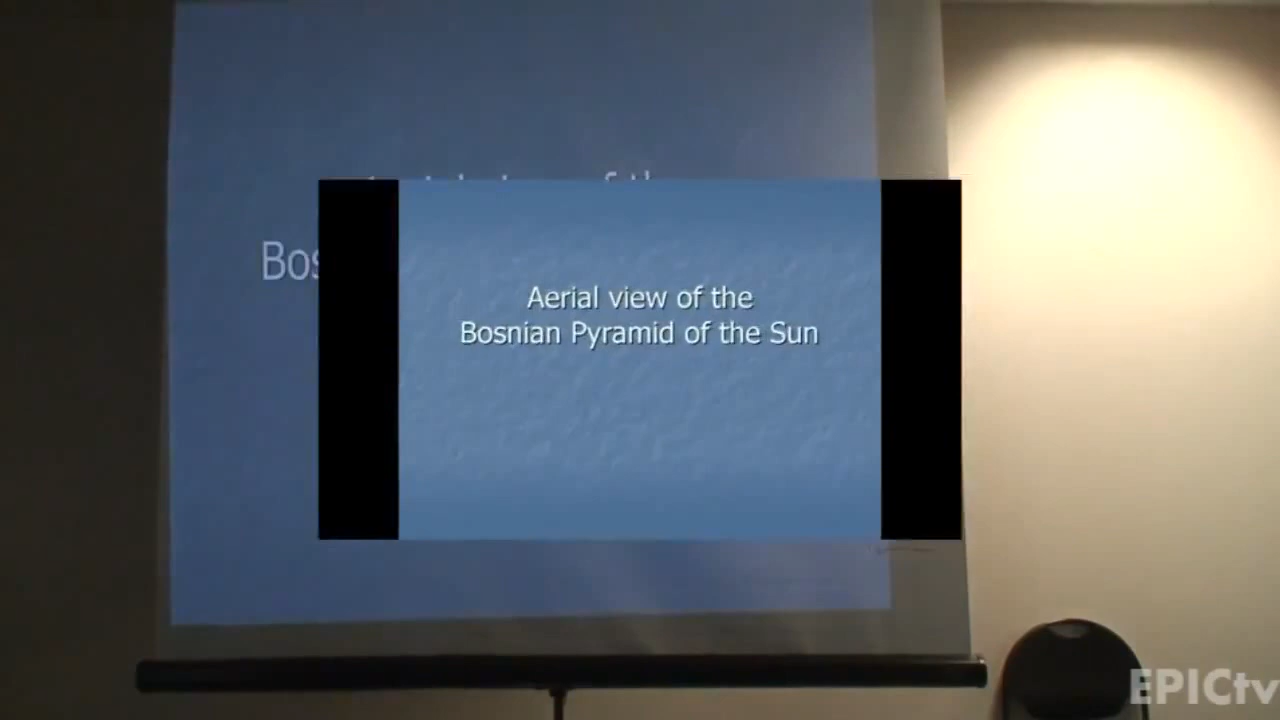 Bos
Aerial view of the
Bosnian Pyramid of the Sun
EPICtv